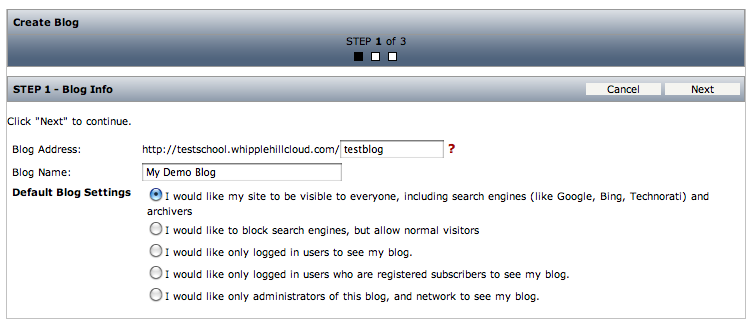 Create Blog
STEP 1 of 3
STEP 1 - Blog Info Cancel Next
Click "Next" to continue.
Blog Address: http://testschool.whipplehillcloud.com/ testblog ?
Blog Name: My Demo Blog
Default Blog Settings I would like my site to be visible to everyone, including search engines (like Google, Bing, Technorati) and
archivers
I would like to block search engines, but allow normal visitors
I would like only logged in users to see my blog.
I would like only logged in users who are registered subscribers to see my blog.
I would like only administrators of this blog, and network to see my blog.